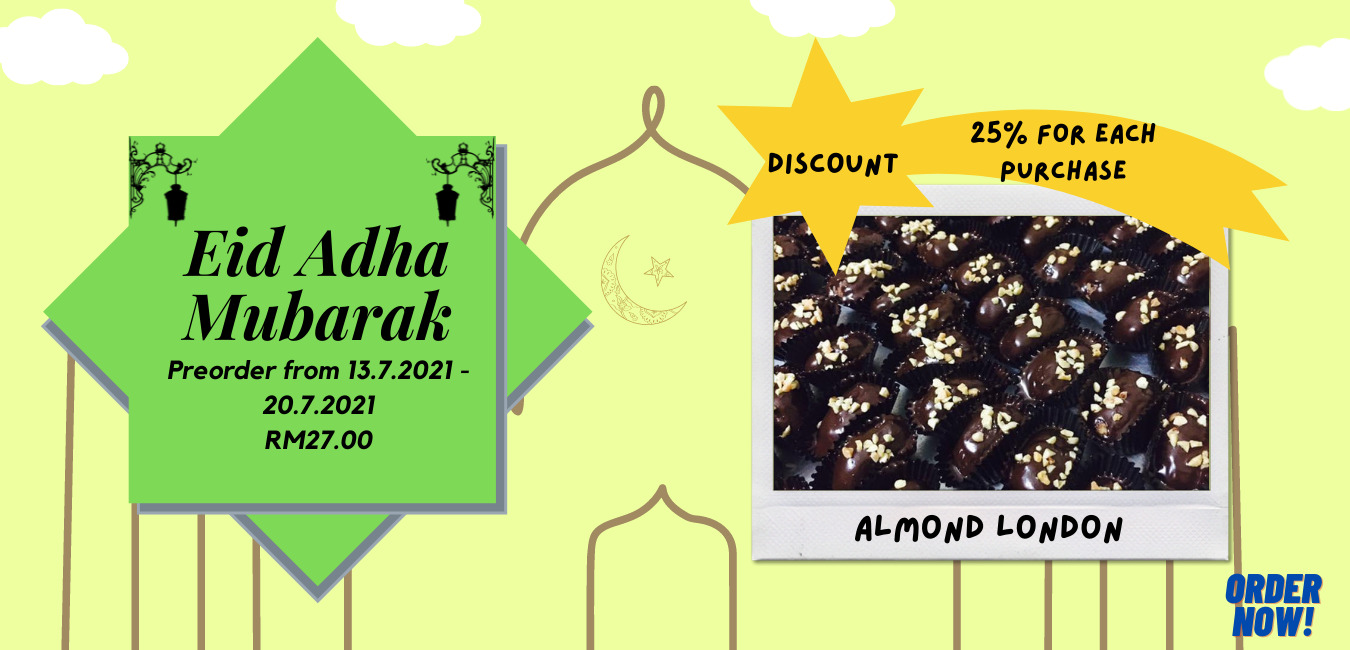 Eid Adha
Mubarak
Preorder from 13.7.2021 -
20.7.2021
RM27.00
DISCOUNT
25% FOR EACH
PURCHASE
ALMOND LONDON
ORDER
NOW!